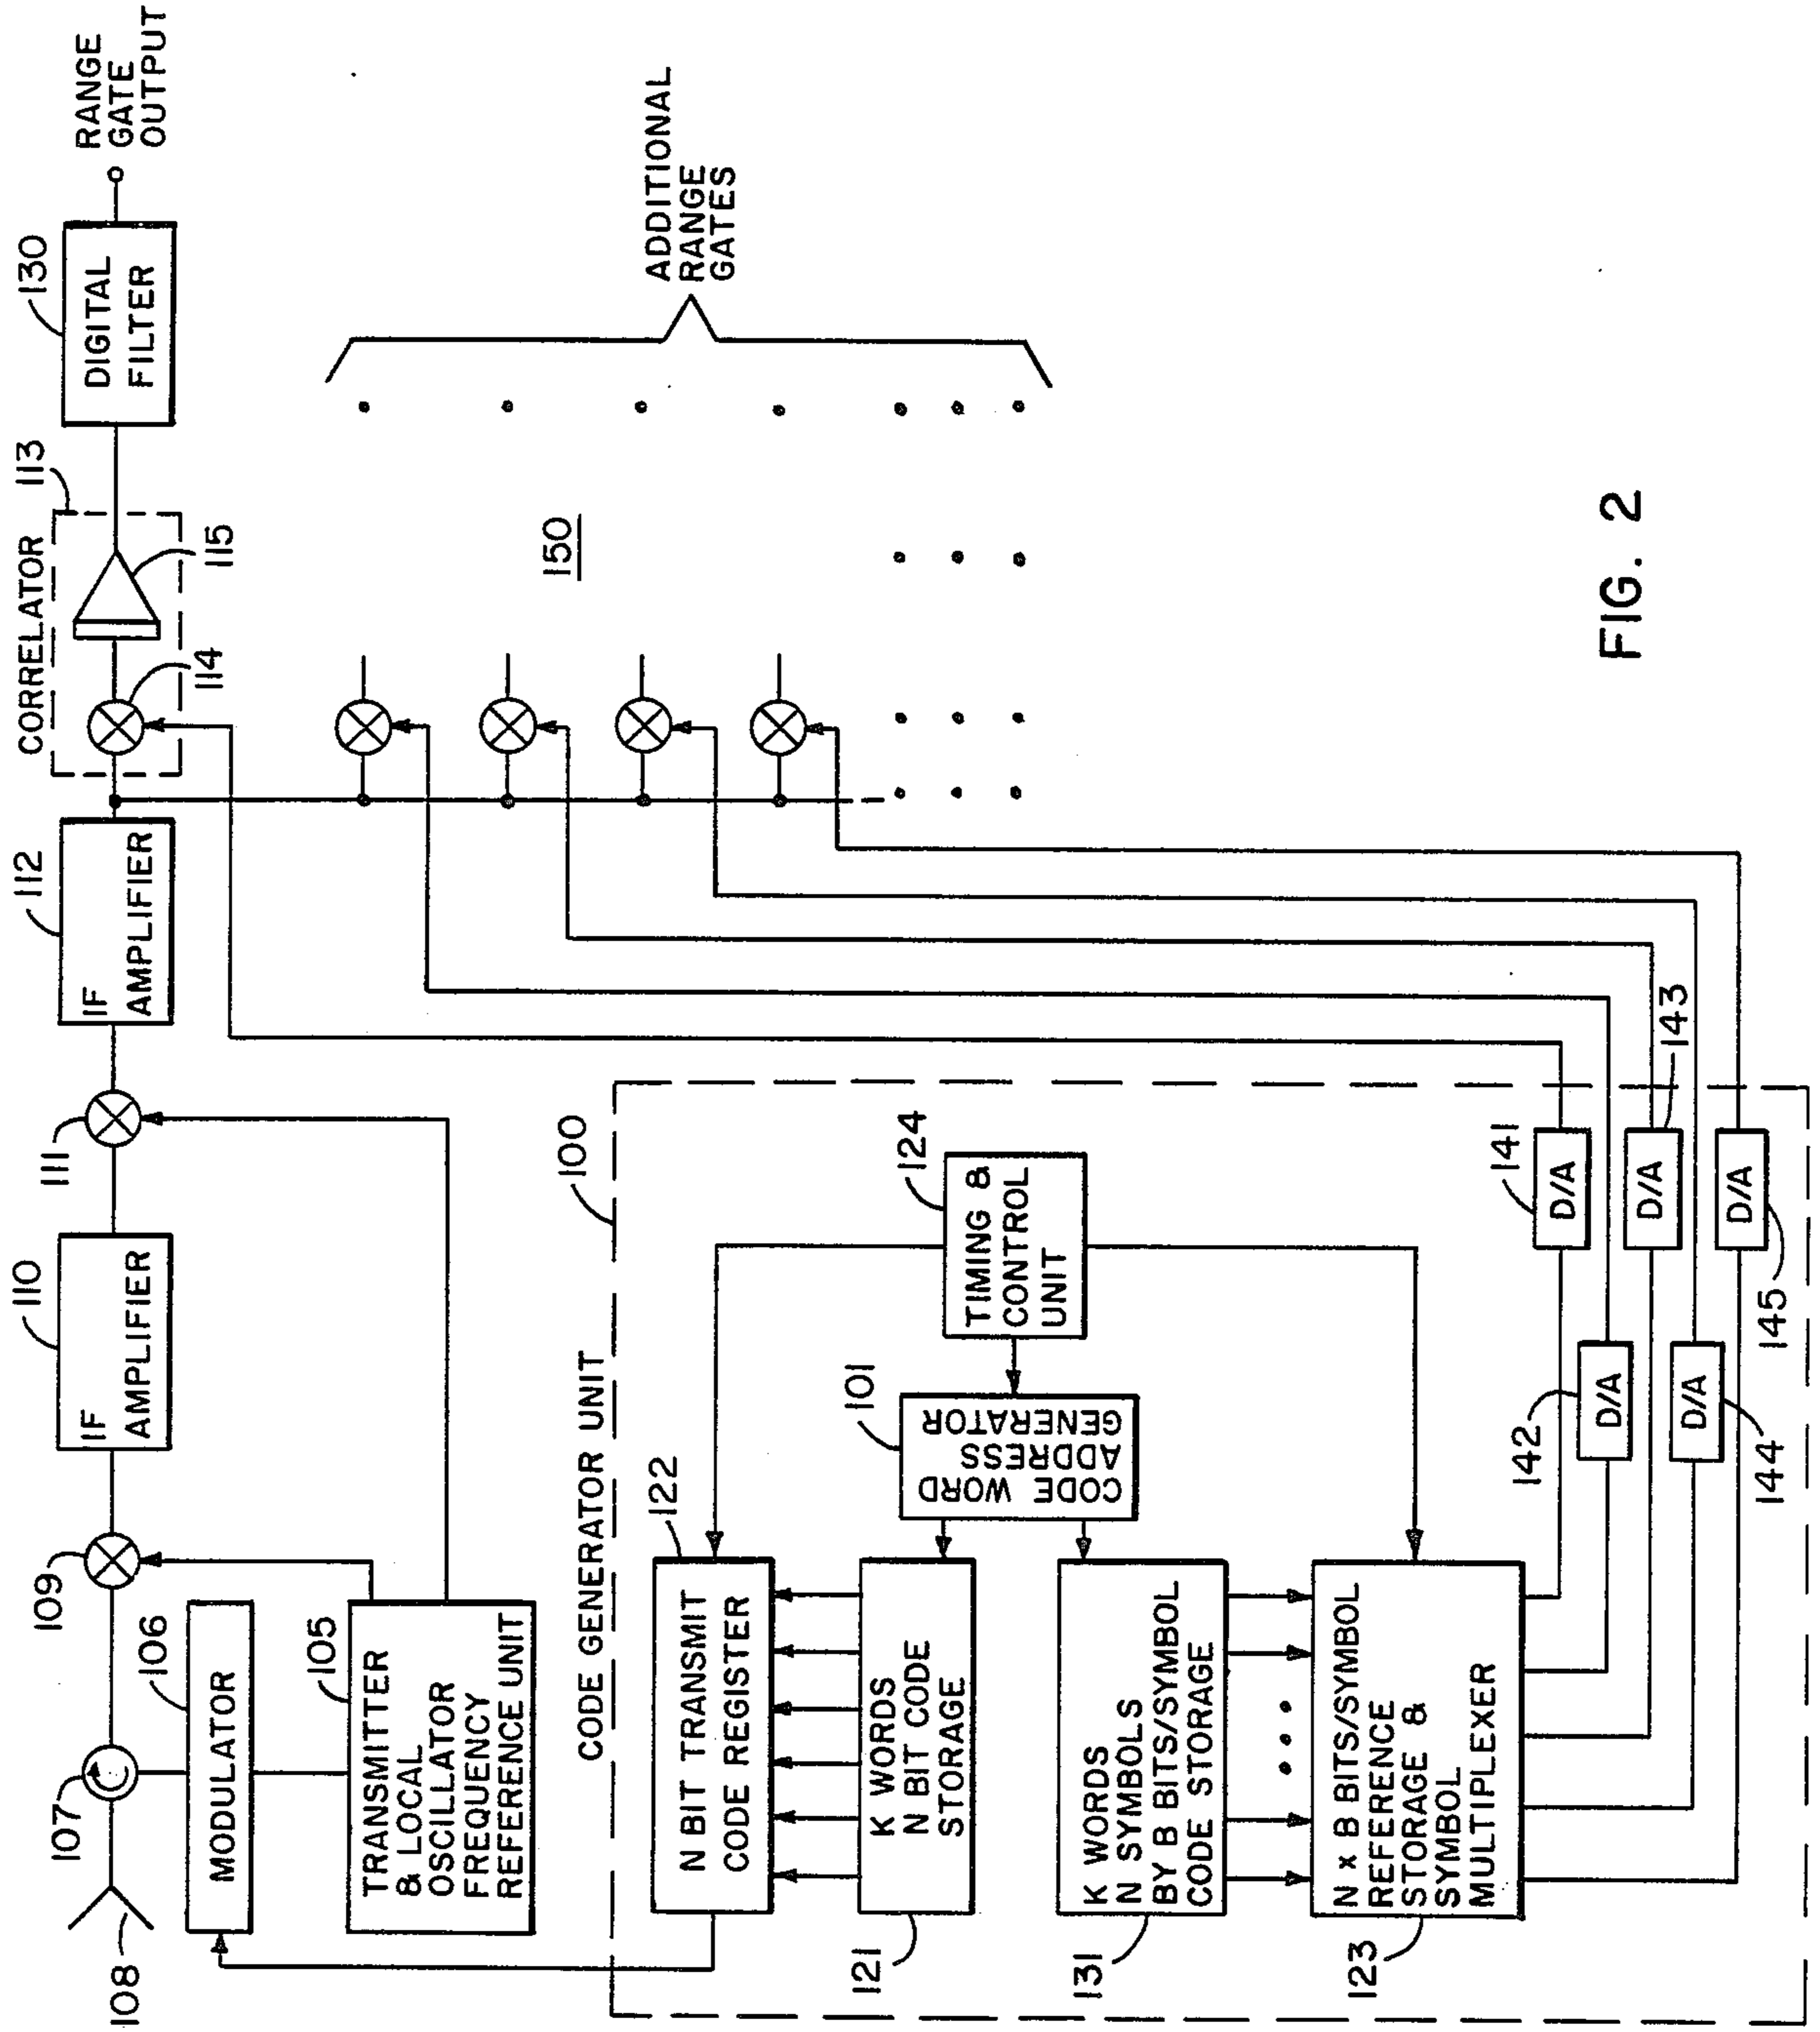 RANGE
GATE
OUTPUT
130
DIGITAL
FILTER
CORRELATOR
113
114
115
112
IF
AMPLIFIER
111
110
IF
AMPLIFIER
109
107
108
106
MODULATOR
105
TRANSMITTER
& LOCAL
OSCILLATOR
FREQUENCY
REFERENCE UNIT
ADDITIONAL
RANGE
GATES
150
CODE GENERATOR UNIT
100
122
N BIT TRANSMIT
CODE REGISTER
121
K WORDS
N BIT CODE
STORAGE
101
CODE WORD
ADDRESS
GENERATOR
124
TIMING &
CONTROL
UNIT
131
K WORDS
N SYMBOLS
BY B BITS/SYMBOL
CODE STORAGE
123
N x B BITS/SYMBOL
REFERENCE
STORAGE &
SYMBOL
MULTIPLEXER
141
D/A
142
D/A
143
D/A
144
D/A
145
D/A
FIG. 2